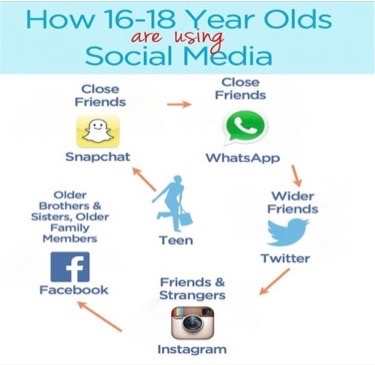 How 16-18 Year Olds
are using
Social Media
Close
Friends
Snapchat
Close
Friends
WhatsApp
Wider
Friends
Twitter
Friends &
Strangers
Instagram
Older
Brothers &
Sisters, Older
Family
Members
Facebook
Teen